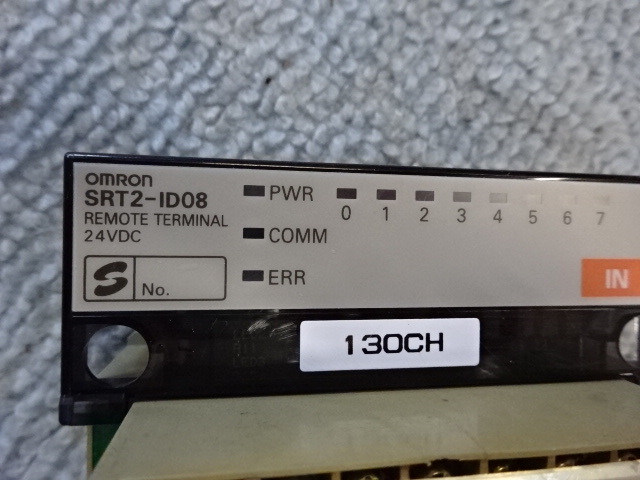 OMRON
SRT2-ID08
REMOTE TERMINAL
24VDC
S No.
PWR
COMM
ERR
0 1 2 3 4 5 6 7
IN
130CH